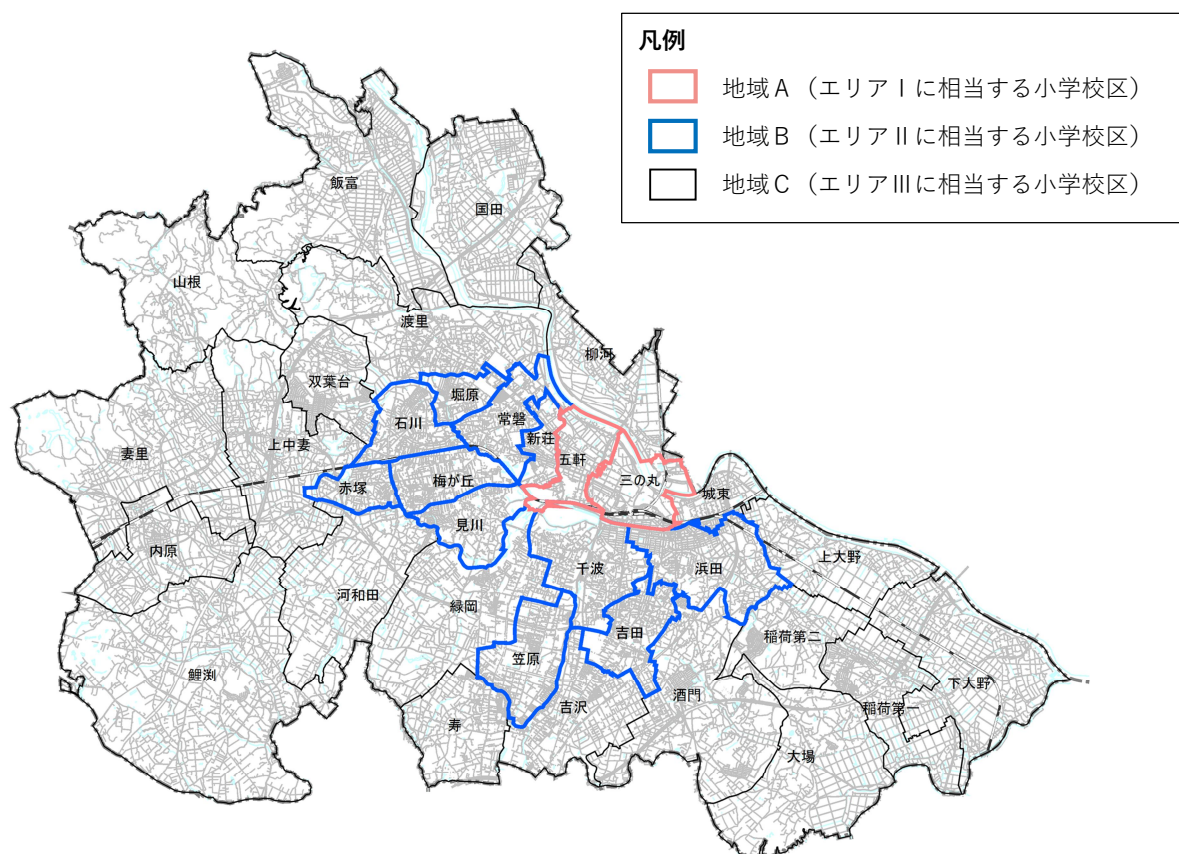 凡例
地域A（エリアⅠに相当する小学校区）
地域B（エリアⅡに相当する小学校区）
地域C（エリアⅢに相当する小学校区）
飯富
国田
山根
渡里
柳河
双葉台
堀原
石川
常磐
新荘
上中妻
妻里
五軒
三の丸
梅が丘
赤塚
城東
見川
内原
上大野
千波
浜田
河和田
緑岡
吉田
稲荷第二
笠原
鯉渕
下大野
酒門
吉沢
稲荷第一
寿
大場